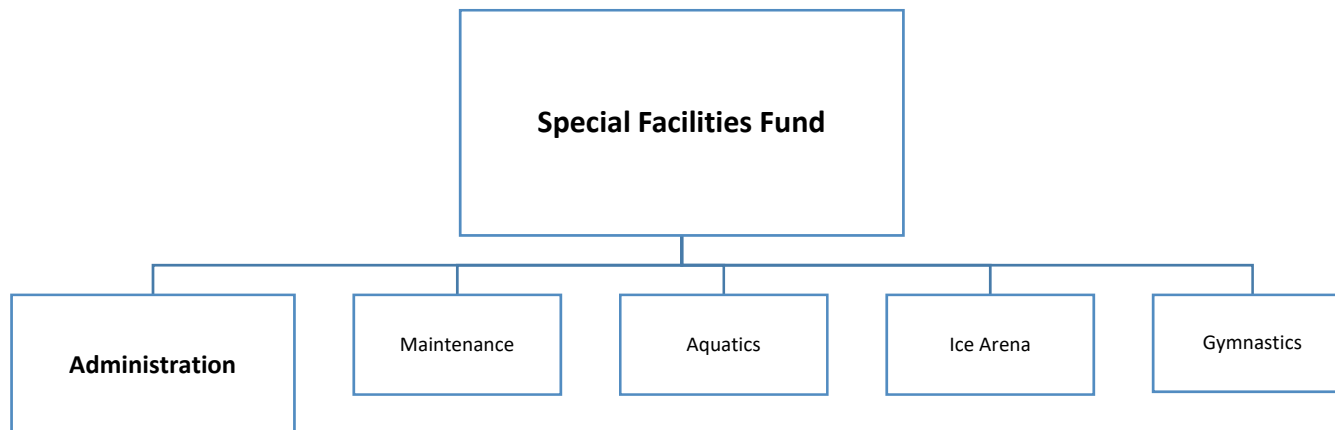 Special Facilities Fund
Administration
Maintenance
Aquatics
Ice Arena
Gymnastics